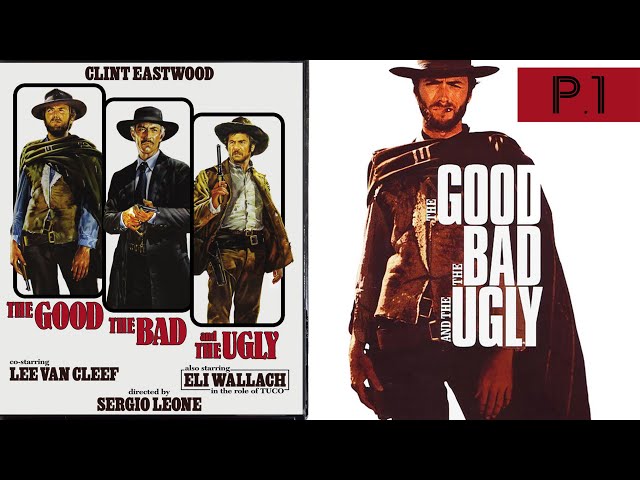 CLINT EASTWOOD
THE GOOD THE BAD and THE UGLY
co-starring
LEE VAN CLEEF
also starring
ELI WALLACH
in the role of TUCO
directed by
SERGIO LEONE
P.1
THE GOOD
THE BAD
AND THE UGLY